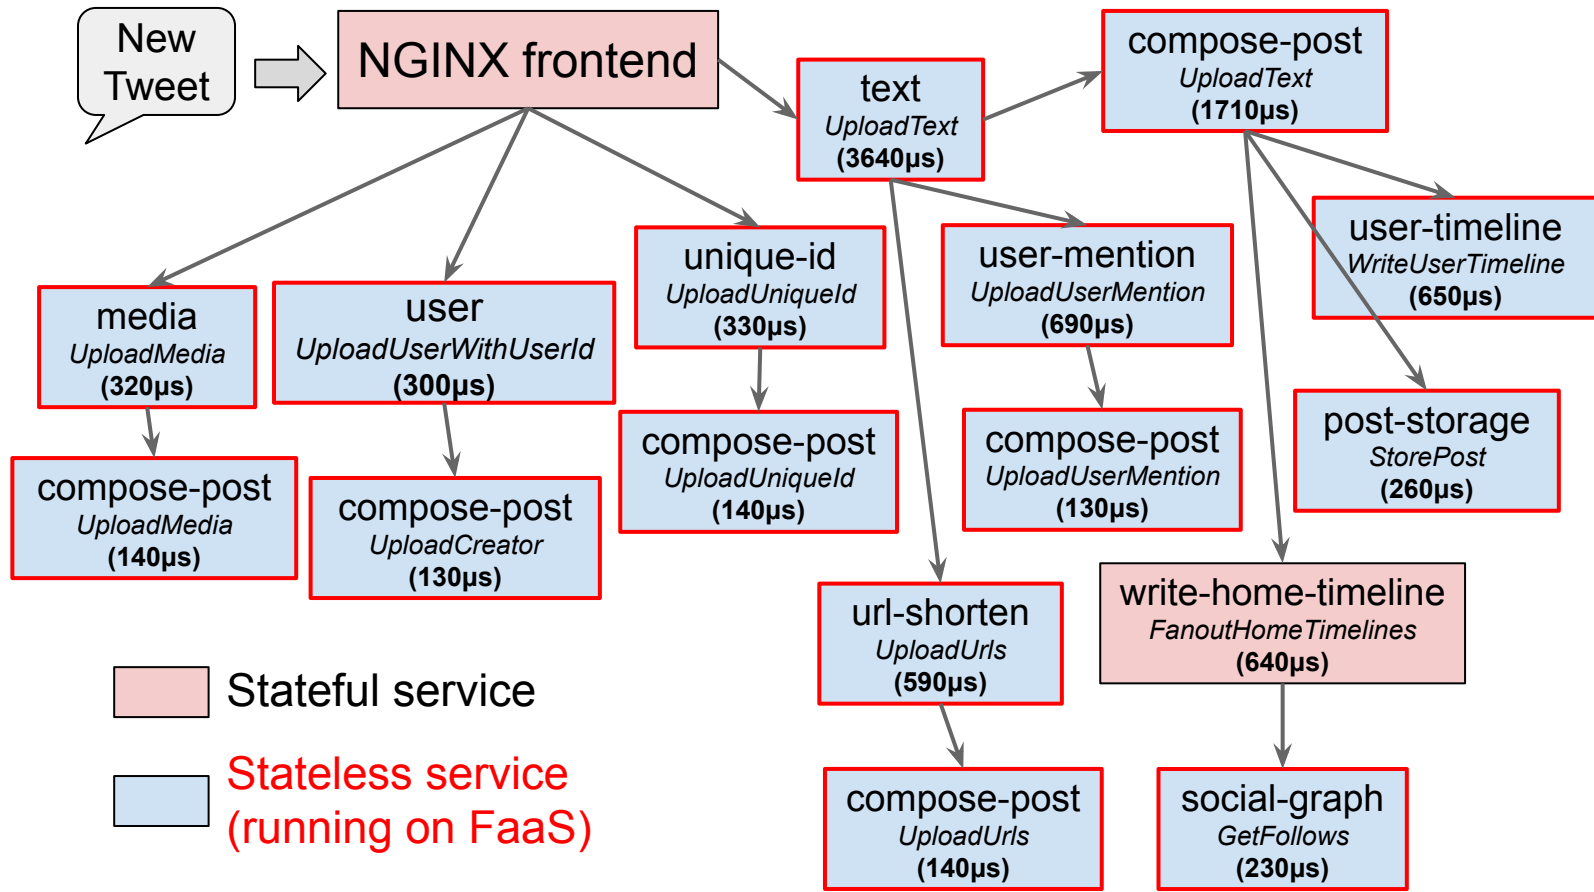 New
Tweet
NGINX frontend
text
UploadText
(3640µs)
compose-post
UploadText
(1710µs)
media
UploadMedia
(320µs)
user
UploadUserWithUserId
(300µs)
unique-id
UploadUniqueId
(330µs)
user-mention
UploadUserMention
(690µs)
user-timeline
WriteUserTimeline
(650µs)
compose-post
UploadMedia
(140µs)
compose-post
UploadCreator
(130µs)
compose-post
UploadUniqueId
(140µs)
compose-post
UploadUserMention
(130µs)
post-storage
StorePost
(260µs)
url-shorten
UploadUrls
(590µs)
write-home-timeline
FanoutHomeTimelines
(640µs)
compose-post
UploadUrls
(140µs)
social-graph
GetFollows
(230µs)
Stateful service
Stateless service
(running on FaaS)